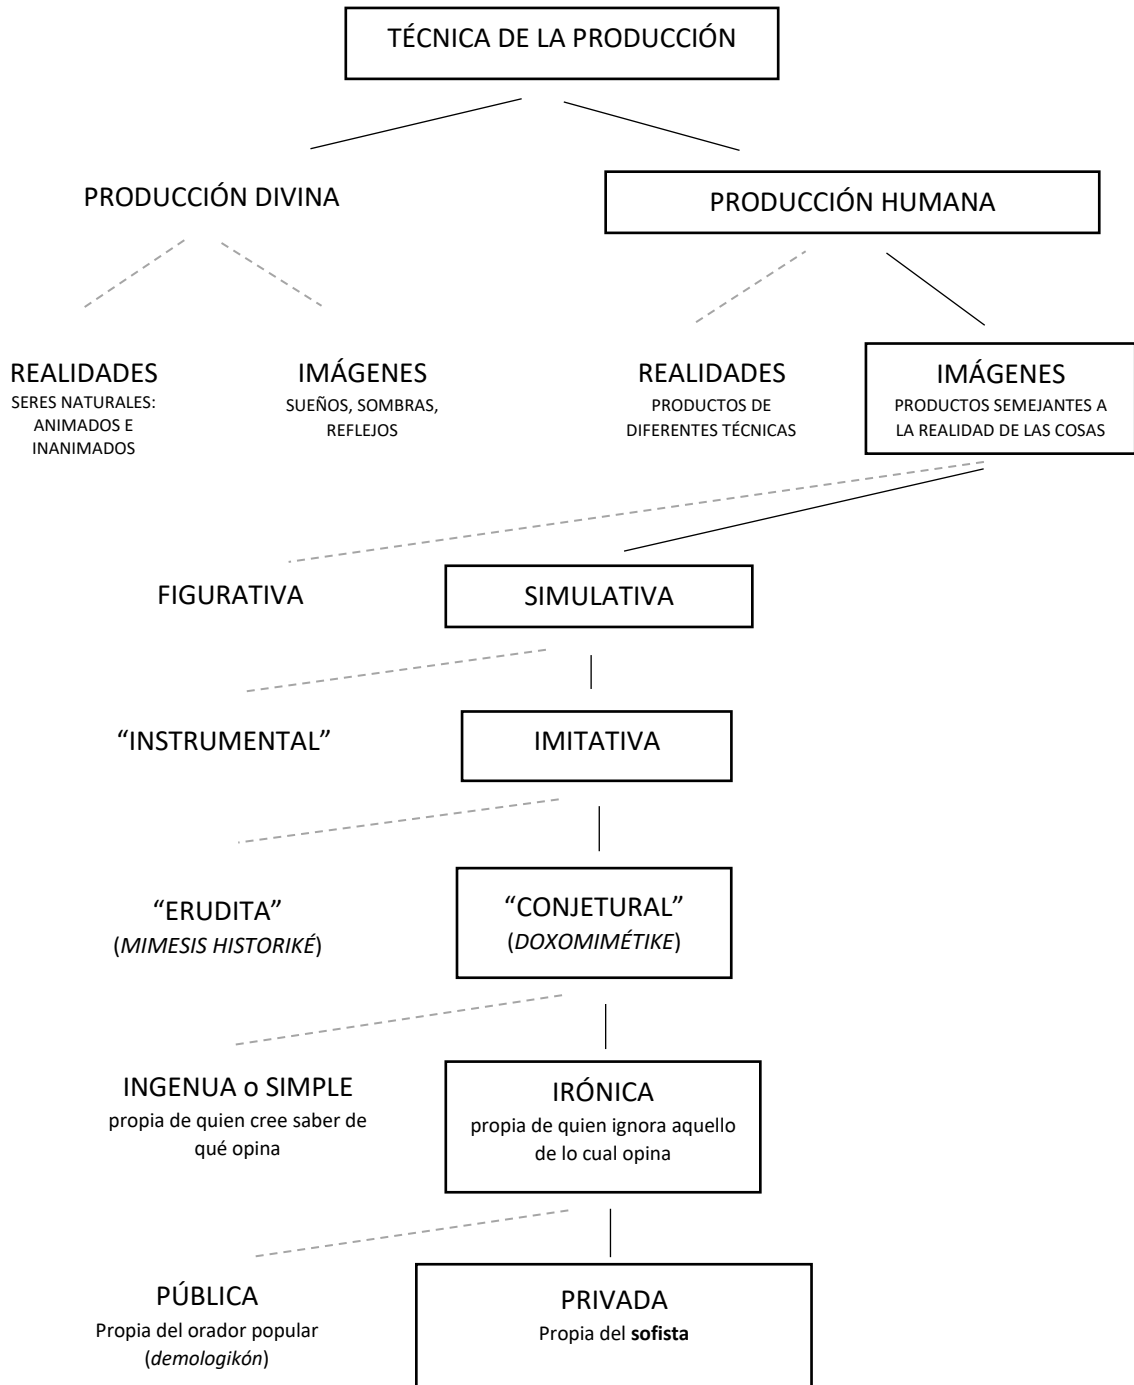 TÉCNICA DE LA PRODUCCIÓN
PRODUCCIÓN DIVINA
PRODUCCIÓN HUMANA
REALIDADES
SERES NATURALES:
ANIMADOS E
INANIMADOS
IMÁGENES
SUEÑOS, SOMBRAS,
REFLEJOS
REALIDADES
PRODUCTOS DE
DIFERENTES TÉCNICAS
IMÁGENES
PRODUCTOS SEMEJANTES A
LA REALIDAD DE LAS COSAS
FIGURATIVA
SIMULATIVA
“INSTRUMENTAL”
IMITATIVA
“ERUDITA”
(MIMESIS HISTORIKÉ)
“CONJETURAL”
(DOXOMIMÉTIKE)
INGENUA o SIMPLE
propia de quien cree saber de
qué opina
IRÓNICA
propia de quien ignora aquello
de lo cual opina
PÚBLICA
Propia del orador popular
(demologikón)
PRIVADA
Propia del sofista